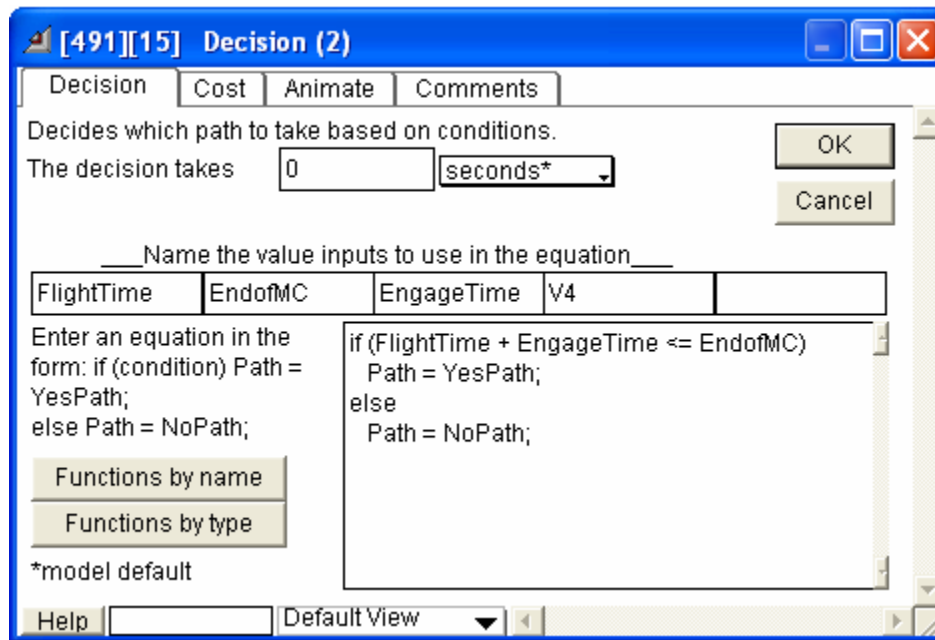 [491][15] Decision (2)
Decision Cost Animate Comments
Decides which path to take based on conditions.
OK
The decision takes 0 seconds*
Cancel
___Name the value inputs to use in the equation___
FlightTime EndofMC EngageTime V4
Enter an equation in the
form: if (condition) Path =
YesPath;
else Path = NoPath;
if (FlightTime + EngageTime <= EndofMC)
Path = YesPath;
else
Path = NoPath;
Functions by name
Functions by type
*model default
Help Default View